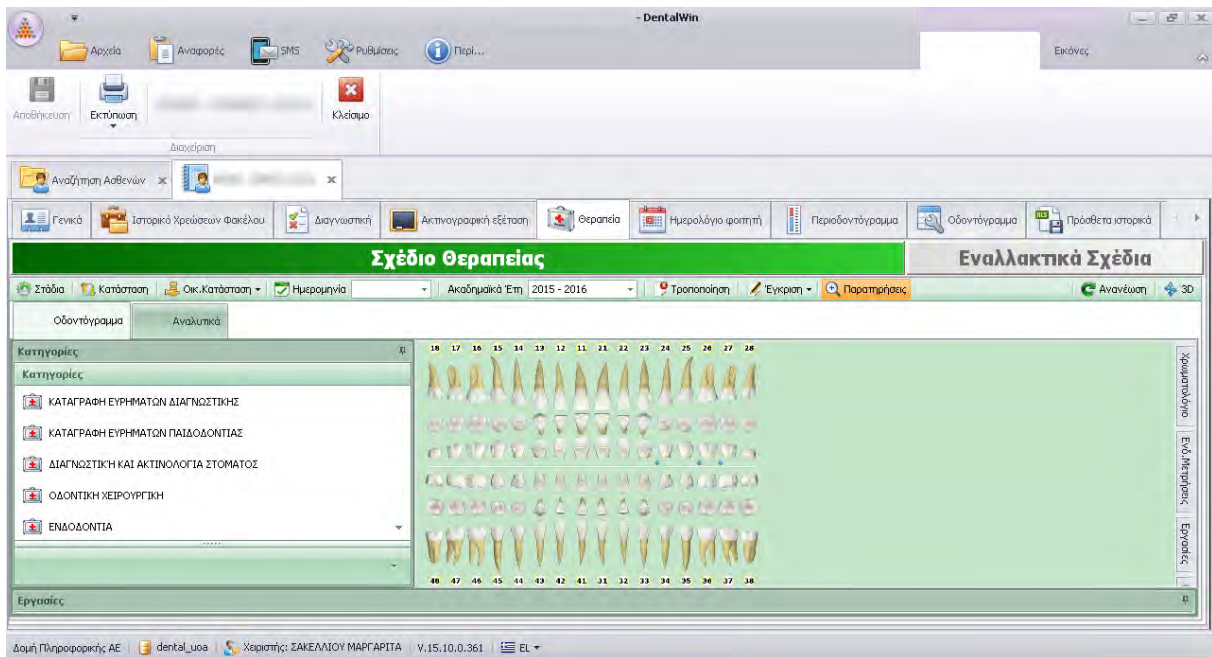 - DentalWin
Αρχεία Αναφορές SMS Ρυθμίσεις Περί... Εικόνες
Αποθήκευση Εκτύπωση Κλείσιμο
Διαχείριση
Αναζήτηση Ασθενών
Γενικά Ιστορικό Χρεώσεων Φακέλου Διαγνωστική Ακτινογραφική εξέταση Θεραπεία Ημερολόγιο φοιτητή Περιοδοντόγραμμα Οδοντόγραμμα Πρόσθετα ιστορικά
Σχέδιο Θεραπείας Εναλλακτικά Σχέδια
Στάδια Κατάσταση Οικ.Κατάσταση Ημερομηνία Ακαδημαϊκά Έτη 2015 - 2016 Τροποποίηση Έγκριση Παρατηρήσεις Ανανέωση 3D
Οδοντόγραμμα Αναλυτικά
Κατηγορίες
Κατηγορίες
ΚΑΤΑΓΡΑΦΗ ΕΥΡΗΜΑΤΩΝ ΔΙΑΓΝΩΣΤΙΚΗΣ
ΚΑΤΑΓΡΑΦΗ ΕΥΡΗΜΑΤΩΝ ΠΑΙΔΟΔΟΝΤΙΑΣ
ΔΙΑΓΝΩΣΤΙΚΉ ΚΑΙ ΑΚΤΙΝΟΛΟΓΙΑ ΣΤΟΜΑΤΟΣ
ΟΔΟΝΤΙΚΗ ΧΕΙΡΟΥΡΓΙΚΗ
ΕΝΔΟΔΟΝΤΙΑ
18 17 16 15 14 13 12 11 21 22 23 24 25 26 27 28
48 47 46 45 44 43 42 41 31 32 33 34 35 36 37 38
Χρωματολόγιο
Ενδ.Μετρήσεις
Εργασίες
Εργασίες
Δομή Πληροφορικής ΑΕ dental_uoa Χειριστής: ΣΑΚΕΛΛΙΟΥ ΜΑΡΓΑΡΙΤΑ V.15.10.0.361 EL